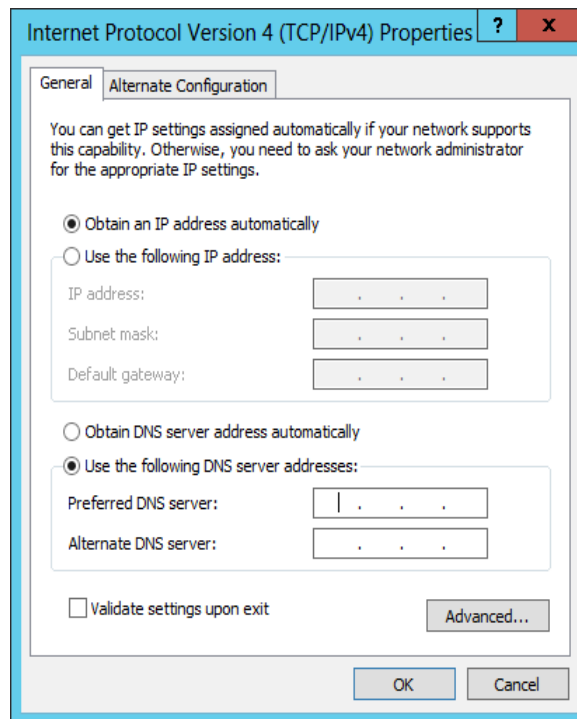 Internet Protocol Version 4 (TCP/IPv4) Properties ? x
General Alternate Configuration
You can get IP settings assigned automatically if your network supports
this capability. Otherwise, you need to ask your network administrator
for the appropriate IP settings.
Obtain an IP address automatically
Use the following IP address:
IP address: . . .
Subnet mask: . . .
Default gateway: . . .
Obtain DNS server address automatically
Use the following DNS server addresses:
Preferred DNS server: . . .
Alternate DNS server: . . .
Validate settings upon exit
Advanced...
OK Cancel